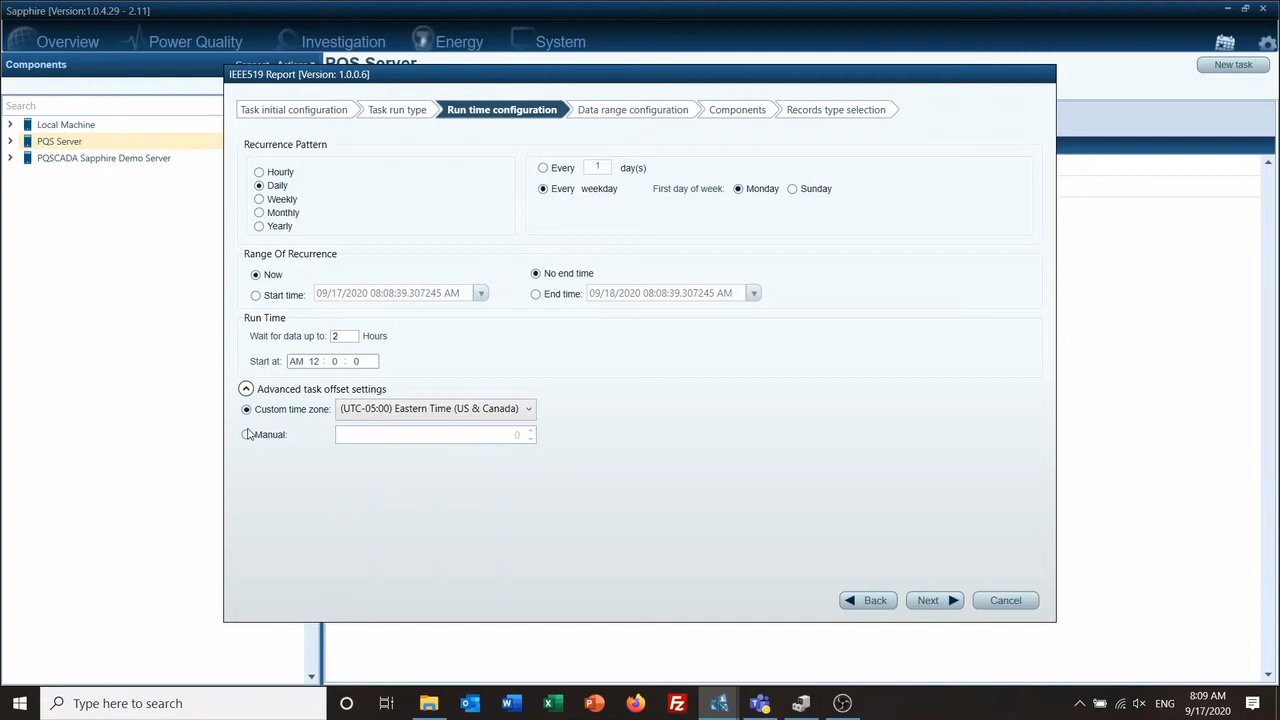 Sapphire [Version:1.0.4.29 - 2.11]
Overview Power Quality Investigation Energy System
Components
New task
IEEE519 Report [Version: 1.0.0.6]
Search
Task initial configuration Task run type Run time configuration Data range configuration Components Records type selection
Local Machine
PQS Server
PQSCADA Sapphire Demo Server
Recurrence Pattern
Hourly
Daily
Weekly
Monthly
Yearly
Every 1 day(s)
Every weekday First day of week: Monday Sunday
Range Of Recurrence
Now No end time
Start time: 09/17/2020 08:08:39.307245 AM End time: 09/18/2020 08:08:39.307245 AM
Run Time
Wait for data up to: 2 Hours
Start at: AM 12 : 0 : 0
Advanced task offset settings
Custom time zone: (UTC-05:00) Eastern Time (US & Canada)
Manual: 0
Back Next Cancel
Type here to search
ENG
8:09 AM
9/17/2020